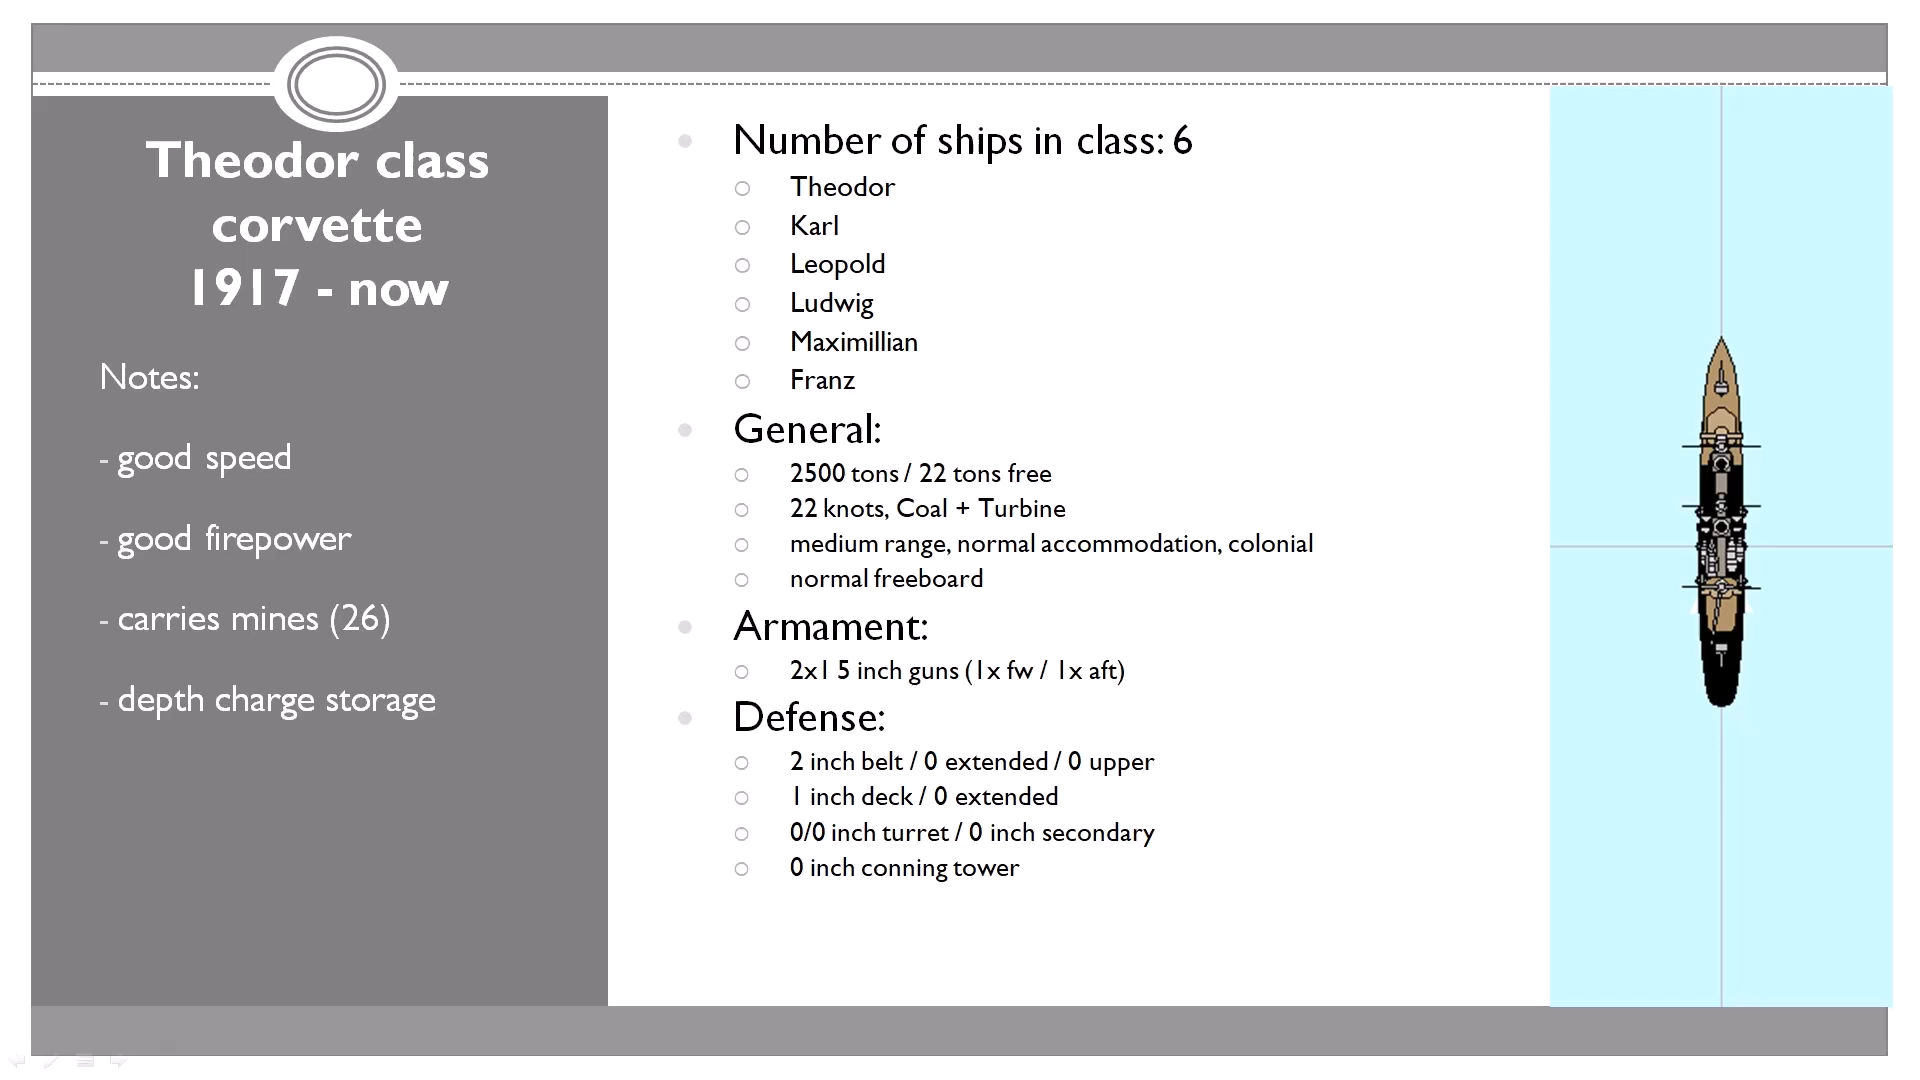 Theodor class
corvette
1917 - now
Notes:
- good speed
- good firepower
- carries mines (26)
- depth charge storage
Number of ships in class: 6
Theodor
Karl
Leopold
Ludwig
Maximillian
Franz
General:
2500 tons / 22 tons free
22 knots, Coal + Turbine
medium range, normal accommodation, colonial
normal freeboard
Armament:
2x1 5 inch guns (1x fw / 1x aft)
Defense:
2 inch belt / 0 extended / 0 upper
1 inch deck / 0 extended
0/0 inch turret / 0 inch secondary
0 inch conning tower